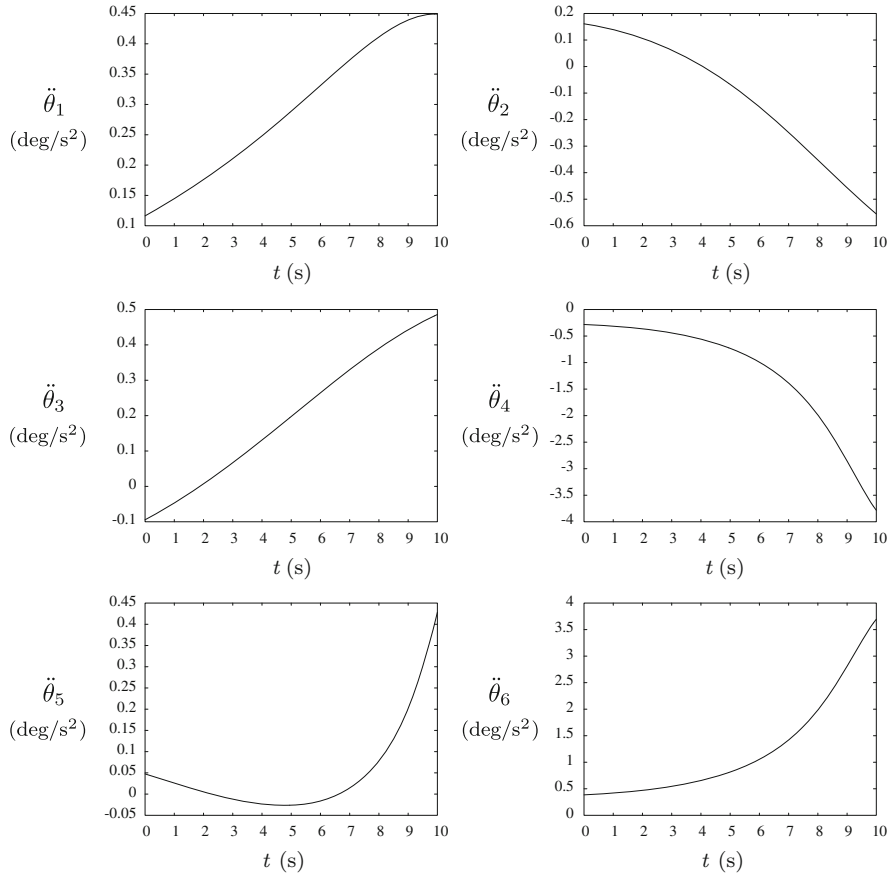 0.45
0.4
0.35
0.3
0.25
0.2
0.15
0.1
θ̈₁
(deg/s²)
0 1 2 3 4 5 6 7 8 9 10
t (s)
0.2
0.1
0
-0.1
-0.2
-0.3
-0.4
-0.5
-0.6
θ̈₂
(deg/s²)
0 1 2 3 4 5 6 7 8 9 10
t (s)
0.5
0.4
0.3
0.2
0.1
0
-0.1
θ̈₃
(deg/s²)
0 1 2 3 4 5 6 7 8 9 10
t (s)
0
-0.5
-1
-1.5
-2
-2.5
-3
-3.5
-4
θ̈₄
(deg/s²)
0 1 2 3 4 5 6 7 8 9 10
t (s)
0.45
0.4
0.35
0.3
0.25
0.2
0.15
0.1
0.05
0
-0.05
θ̈₅
(deg/s²)
0 1 2 3 4 5 6 7 8 9 10
t (s)
4
3.5
3
2.5
2
1.5
1
0.5
0
θ̈₆
(deg/s²)
0 1 2 3 4 5 6 7 8 9 10
t (s)